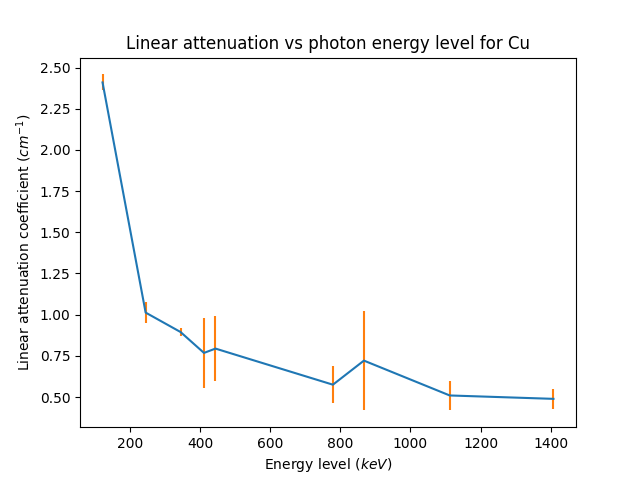 Linear attenuation vs photon energy level for Cu
Linear attenuation coefficient (cm⁻¹)
2.50
2.25
2.00
1.75
1.50
1.25
1.00
0.75
0.50
200 400 600 800 1000 1200 1400
Energy level (keV)